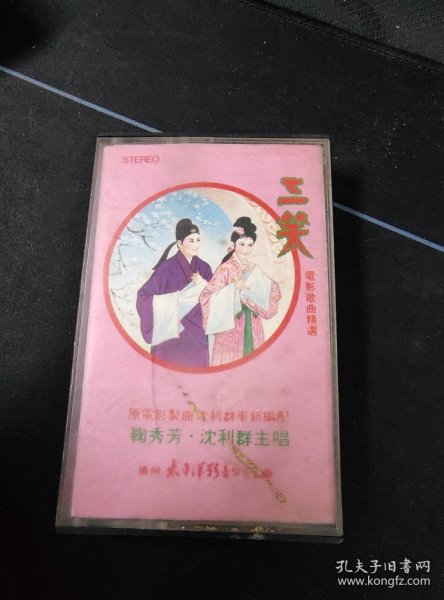 STEREO
三笑
電影歌曲精選
原電影製曲沈利群重新編配
鞠秀芳·沈利群主唱
廣州太平洋影音公司
孔夫子旧书网
www.kongfz.com